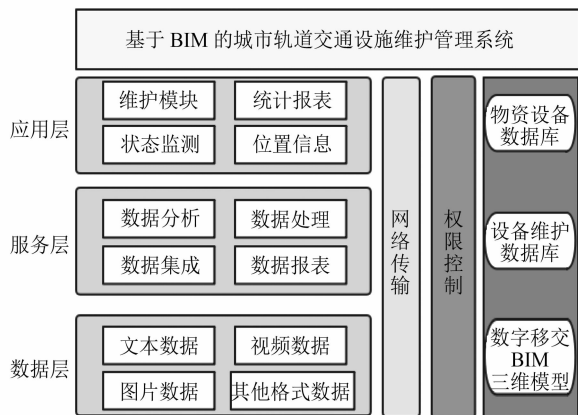 基于 BIM 的城市轨道交通设施维护管理系统
应用层
维护模块
统计报表
状态监测
位置信息
服务层
数据分析
数据处理
数据集成
数据报表
数据层
文本数据
视频数据
图片数据
其他格式数据
网络传输
权限控制
物资设备
数据库
设备维护
数据库
数字移交
BIM
三维模型